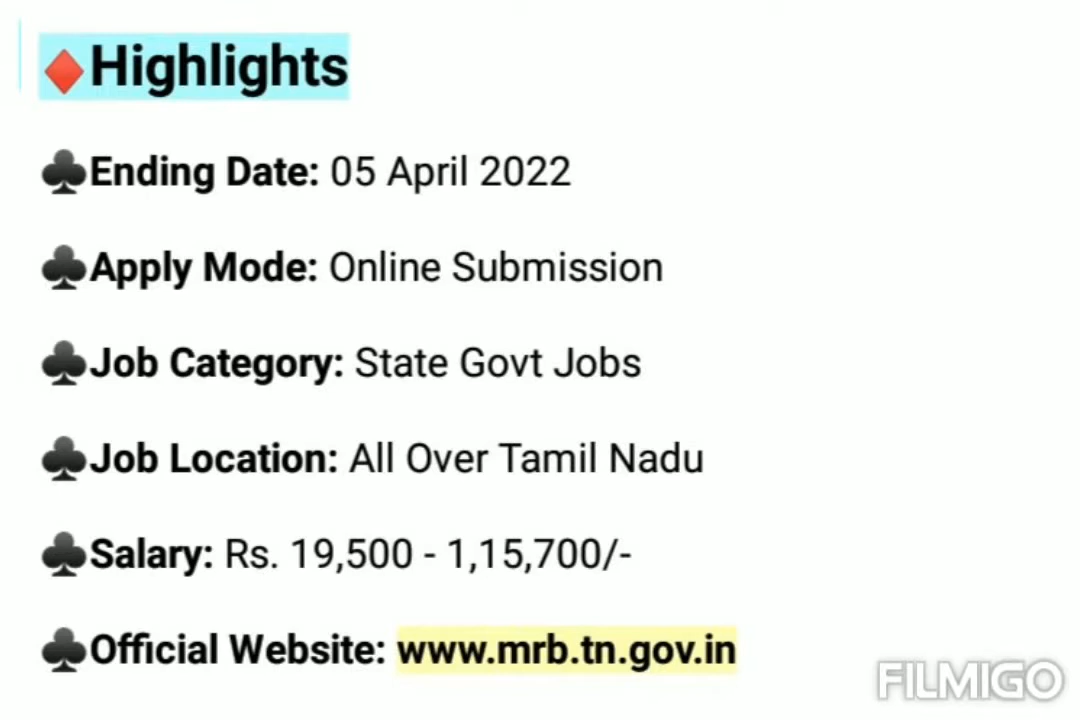 ♦Highlights
♣Ending Date: 05 April 2022
♣Apply Mode: Online Submission
♣Job Category: State Govt Jobs
♣Job Location: All Over Tamil Nadu
♣Salary: Rs. 19,500 - 1,15,700/-
♣Official Website: www.mrb.tn.gov.in
FILMIGO